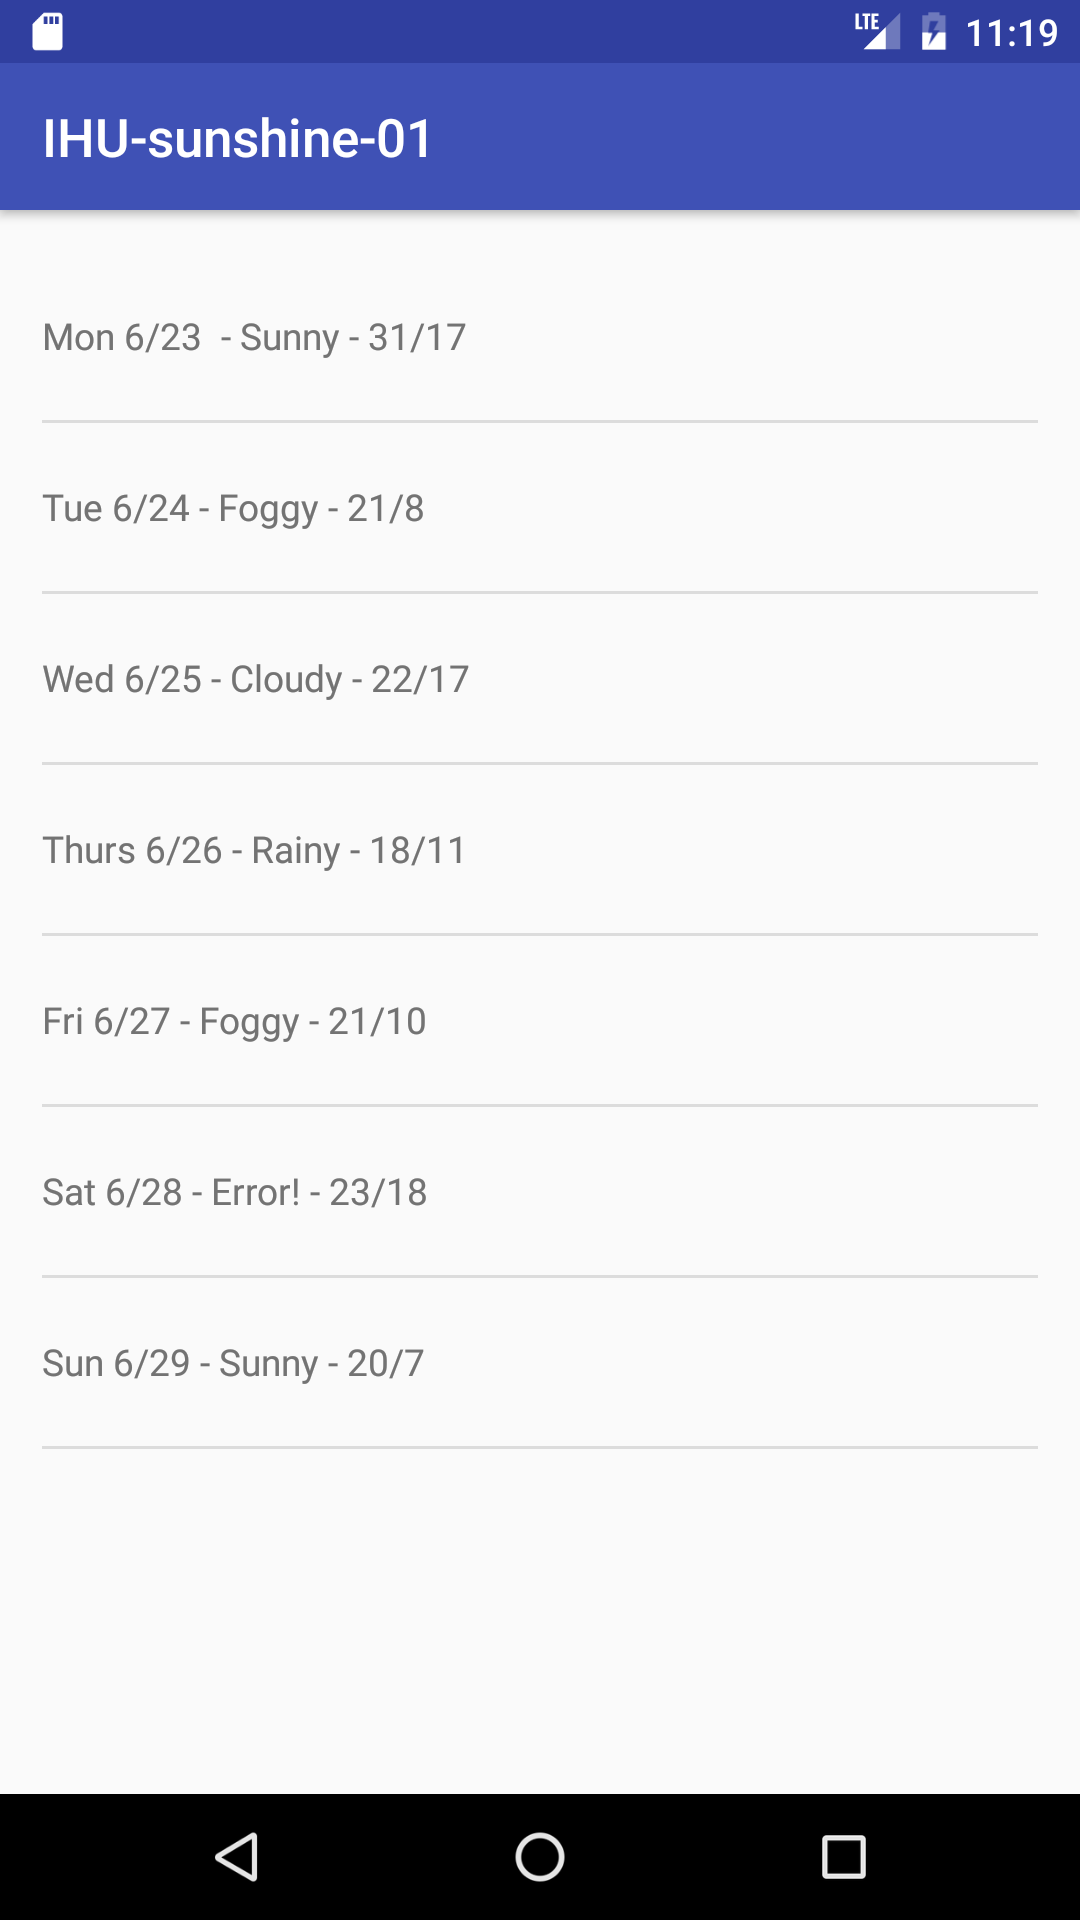 LTE 11:19
IHU-sunshine-01
Mon 6/23  - Sunny - 31/17
Tue 6/24 - Foggy - 21/8
Wed 6/25 - Cloudy - 22/17
Thurs 6/26 - Rainy - 18/11
Fri 6/27 - Foggy - 21/10
Sat 6/28 - Error! - 23/18
Sun 6/29 - Sunny - 20/7